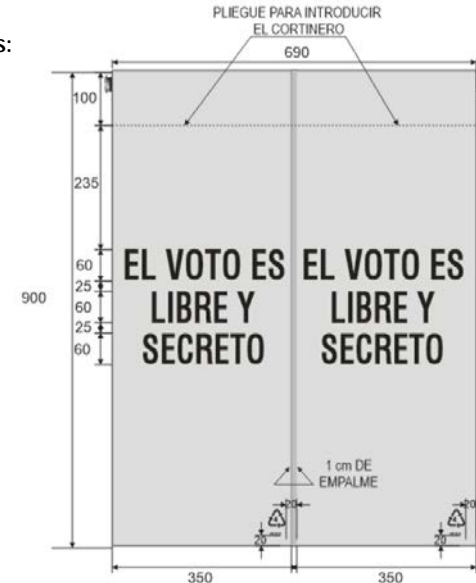 s:
PLIEGUE PARA INTRODUCIR
EL CORTINERO
690
100
235
60
25
60
25
60
900
EL VOTO ES
LIBRE Y
SECRETO
EL VOTO ES
LIBRE Y
SECRETO
1 cm DE
EMPALME
20
20
20
20
350
350